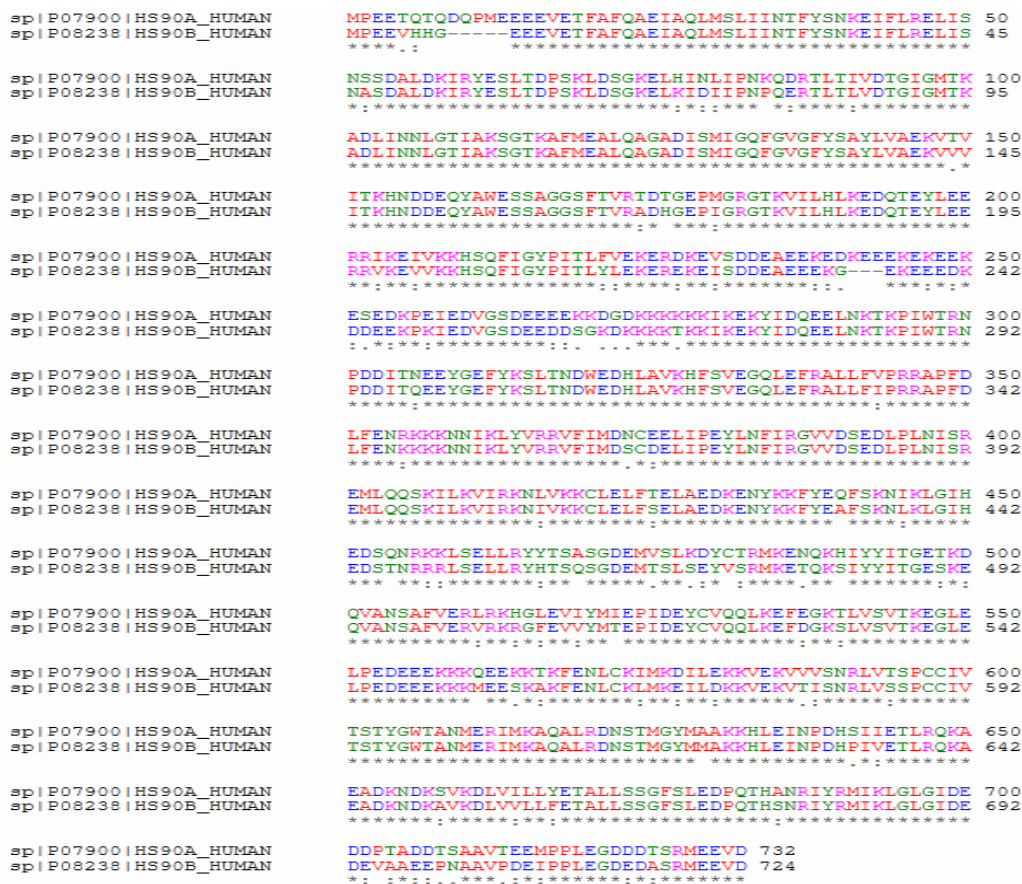 sp|P07900|HS90A_HUMAN MPEETQTQDQPMEEEEVETFAFQAEIAQLMSLIINTFYSNKEIFLRELIS 50
sp|P08238|HS90B_HUMAN MPEEVHHG-----EEEVETFAFQAEIAQLMSLIINTFYSNKEIFLRELIS 45
****.:       *************************************
sp|P07900|HS90A_HUMAN NSSDALDKIRYESLTDPSKLDSGKELHINLIPNKQDRTLTIVDTGIGMTK 100
sp|P08238|HS90B_HUMAN NASDALDKIRYESLTDPSKLDSGKELKIDIIPNPQERTLTLVDTGIGMTK 95
*:************************:*::*** *:****:*********
sp|P07900|HS90A_HUMAN ADLINNLGTIAKSGTKAFMEALQAGADISMIGQFGVGFYSAYLVAEKVTV 150
sp|P08238|HS90B_HUMAN ADLINNLGTIAKSGTKAFMEALQAGADISMIGQFGVGFYSAYLVAEKVVV 145
************************************************.*
sp|P07900|HS90A_HUMAN ITKHNDDEQYAWESSAGGSFTVRTDTGEPMGRGTKVILHLKEDQTEYLEE 200
sp|P08238|HS90B_HUMAN ITKHNDDEQYAWESSAGGSFTVRADHGEPIGRGTKVILHLKEDQTEYLEE 195
***********************:* ***:********************
sp|P07900|HS90A_HUMAN RRIKEIVKKHSQFIGYPITLFVEKERDKEVSDDEAEEKEDKEEEKEKEEK 250
sp|P08238|HS90B_HUMAN RRVKEVVKKHSQFIGYPITLYLEKEREKEISDDEAEEEKG---EKEEEDK 242
**:**:**************::****:**:*******::.   ***:*:*
sp|P07900|HS90A_HUMAN ESEDKPEIEDVGSDEEEEKKDGDKKKKKKIKEKYIDQEELNKTKPIWTRN 300
sp|P08238|HS90B_HUMAN DDEEKPKIEDVGSDEEDDSGKDKKKKTKKIKEKYIDQEELNKTKPIWTRN 292
:.*:**:*********::. ...***.***********************
sp|P07900|HS90A_HUMAN PDDITNEEYGEFYKSLTNDWEDHLAVKHFSVEGQLEFRALLFVPRRAPFD 350
sp|P08238|HS90B_HUMAN PDDITQEEYGEFYKSLTNDWEDHLAVKHFSVEGQLEFRALLFIPRRAPFD 342
*****:************************************:*******
sp|P07900|HS90A_HUMAN LFENRKKKNNIKLYVRRVFIMDNCEELIPEYLNFIRGVVDSEDLPLNISR 400
sp|P08238|HS90B_HUMAN LFENKKKKNNIKLYVRRVFIMDSCDELIPEYLNFIRGVVDSEDLPLNISR 392
****:*****************.*:*************************
sp|P07900|HS90A_HUMAN EMLQQSKILKVIRKNLVKKCLELFTELAEDKENYKKFYEQFSKNIKLGIH 450
sp|P08238|HS90B_HUMAN EMLQQSKILKVIRKNIVKKCLELFSELAEDKENYKKFYEAFSKNLKLGIH 442
***************:********:************** ****:*****
sp|P07900|HS90A_HUMAN EDSQNRKKLSELLRYYTSASGDEMVSLKDYCTRMKENQKHIYYITGETKD 500
sp|P08238|HS90B_HUMAN EDSTNRRRLSELLRYHTSQSGDEMTSLSEYVSRMKETQKSIYYITGESKE 492
*** **::*******:** *****.**.:* :****.** *******:*:
sp|P07900|HS90A_HUMAN QVANSAFVERLRKHGLEVIYMIEPIDEYCVQQLKEFEGKTLVSVTKEGLE 550
sp|P08238|HS90B_HUMAN QVANSAFVERVRKRGFEVVYMTEPIDEYCVQQLKEFDGKSLVSVTKEGLE 542
**********:**:*:**:** **************:**:**********
sp|P07900|HS90A_HUMAN LPEDEEEKKKQEEKKTKFENLCKIMKDILEKKVEKVVVSNRLVTSPCCIV 600
sp|P08238|HS90B_HUMAN LPEDEEEKKKMEESKAKFENLCKLMKEILDKKVEKVTISNRLVSSPCCIV 592
********** **.*:*******:**:**:******.:*****:******
sp|P07900|HS90A_HUMAN TSTYGWTANMERIMKAQALRDNSTMGYMAAKKHLEINPDHSIIETLRQKA 650
sp|P08238|HS90B_HUMAN TSTYGWTANMERIMKAQALRDNSTMGYMMAKKHLEINPDHPIVETLRQKA 642
**************************** ***********.*:*******
sp|P07900|HS90A_HUMAN EADKNDKSVKDLVILLYETALLSSGFSLEDPQTHANRIYRMIKLGLGIDE 700
sp|P08238|HS90B_HUMAN EADKNDKAVKDLVVLLFETALLSSGFSLEDPQTHSNRIYRMIKLGLGIDE 692
*******:*****:**:*****************:***************
sp|P07900|HS90A_HUMAN DDPTADDTSAAVTEEMPPLEGDDDTSRMEEVD 732
sp|P08238|HS90B_HUMAN DEVAAEEPNAAVPDEIPPLEGDEDASRMEEVD 724
*: :*::..***.:*:******:*:*******